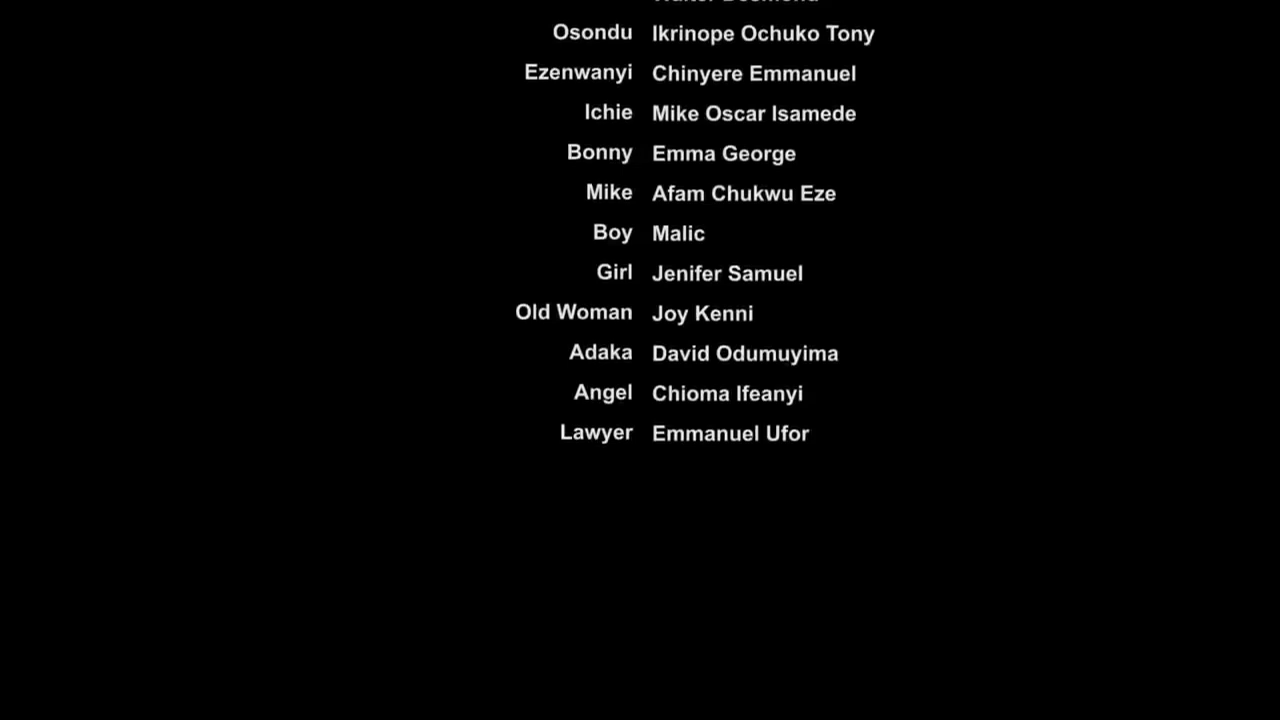 Osondu Ikrinope Ochuko Tony
Ezenwanyi Chinyere Emmanuel
Ichie Mike Oscar Isamede
Bonny Emma George
Mike Afam Chukwu Eze
Boy Malic
Girl Jenifer Samuel
Old Woman Joy Kenni
Adaka David Odumuyima
Angel Chioma Ifeanyi
Lawyer Emmanuel Ufor